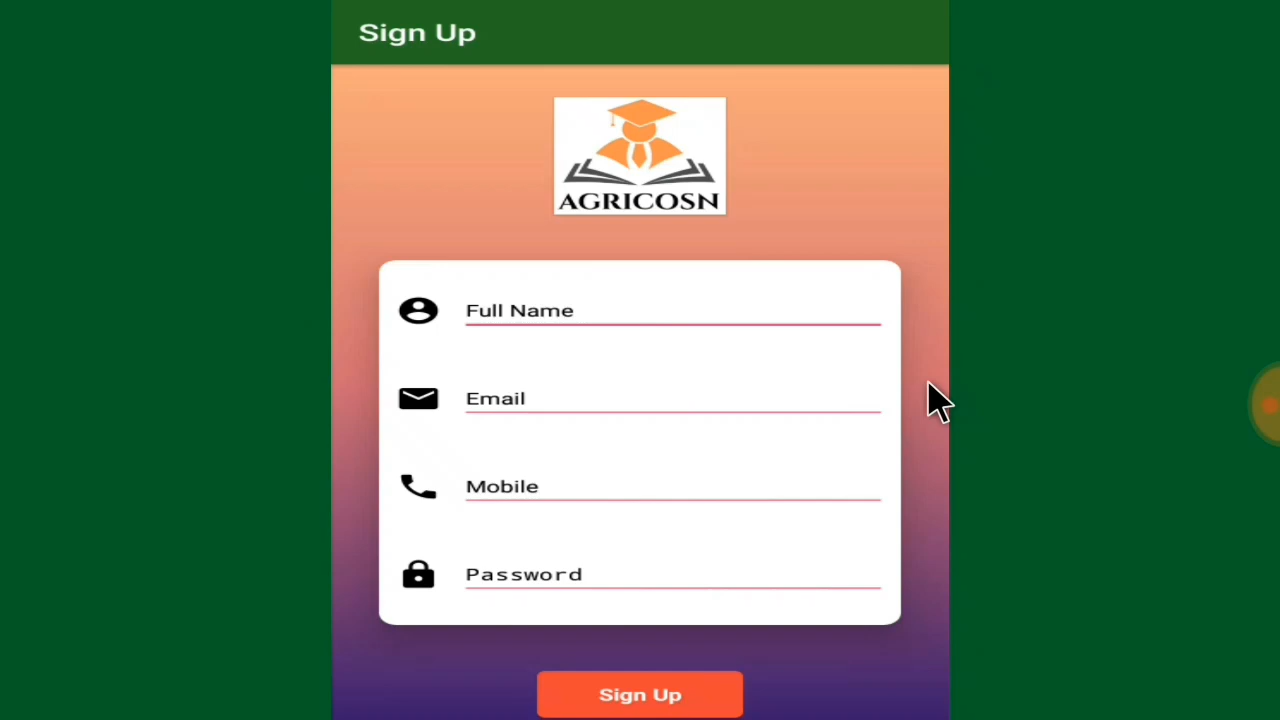 Sign Up
AGRICOSN
Full Name
Email
Mobile
Password
Sign Up